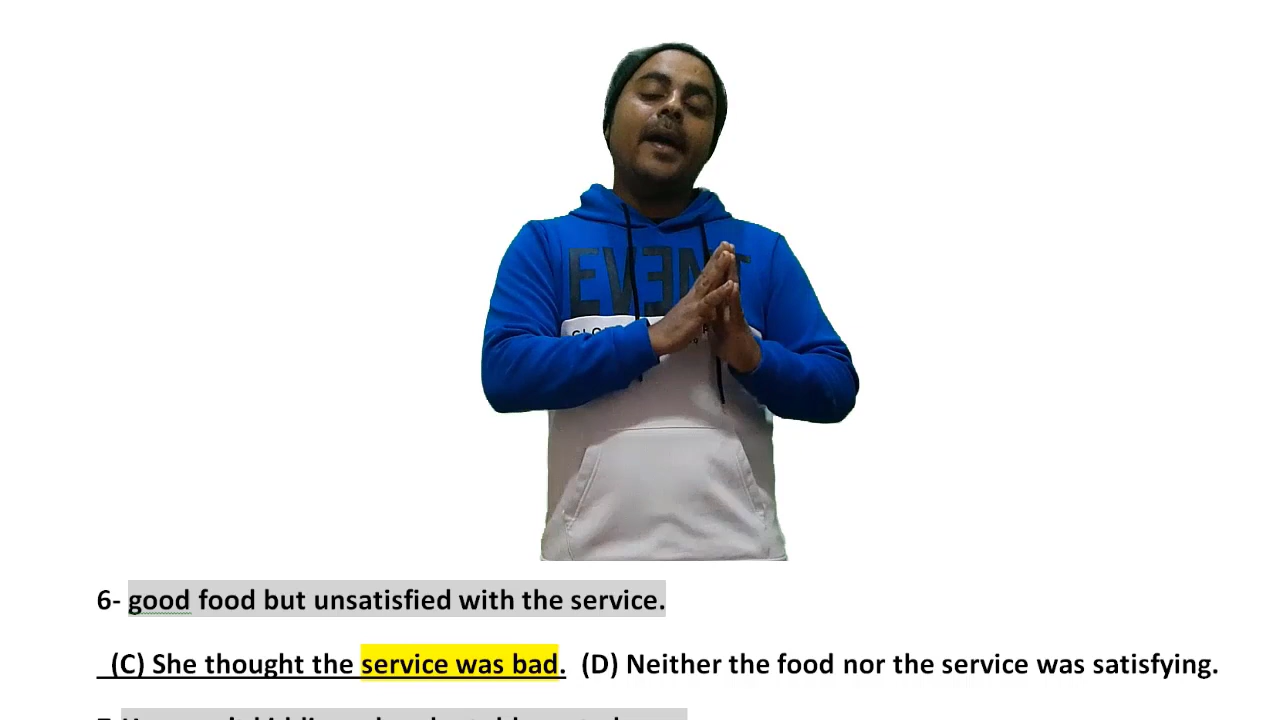 EVENT
6- good food but unsatisfied with the service.
(C) She thought the service was bad. (D) Neither the food nor the service was satisfying.